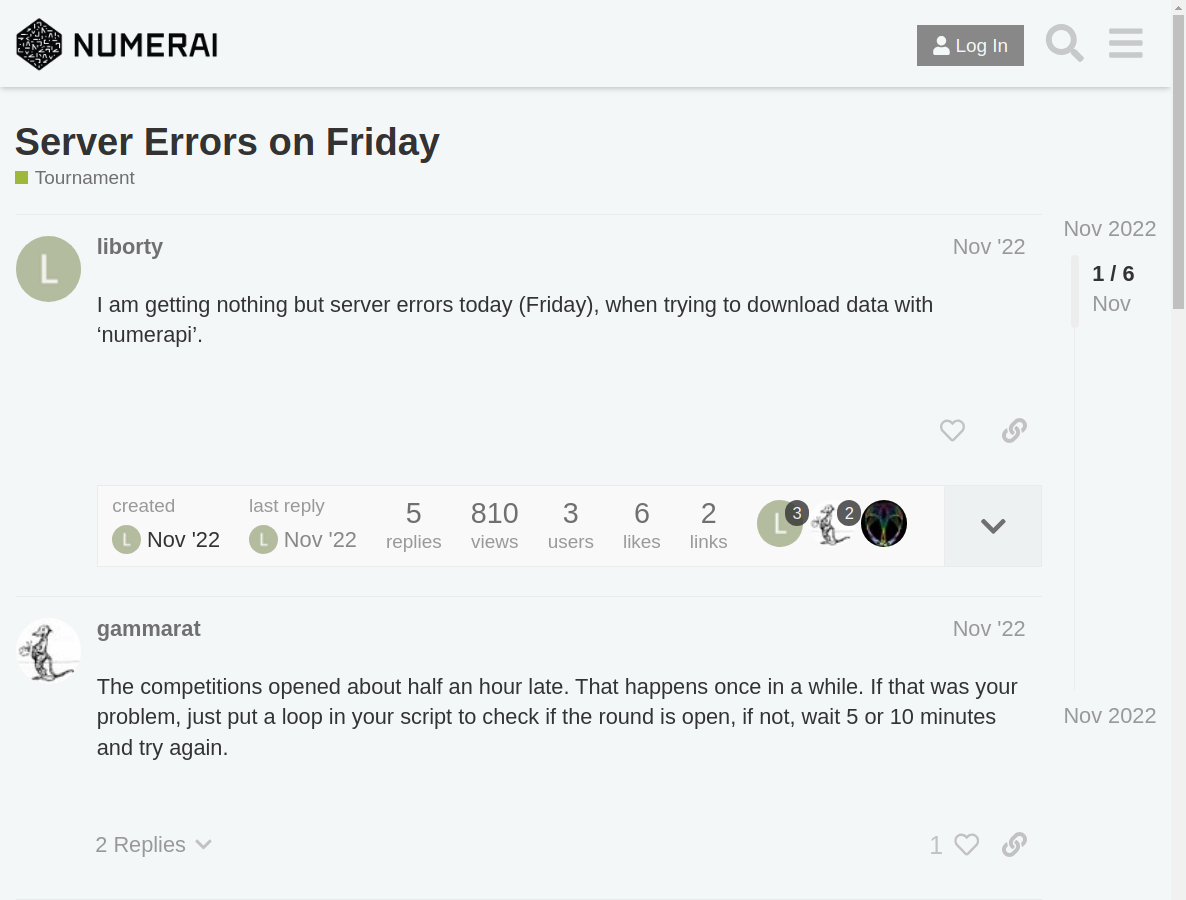 NUMERAI
Log In
Server Errors on Friday
Tournament
liborty
Nov '22
I am getting nothing but server errors today (Friday), when trying to download data with
‘numerapi’.
created
L Nov '22
last reply
L Nov '22
5
replies
810
views
3
users
6
likes
2
links
L 3
2
gammarat
Nov '22
The competitions opened about half an hour late. That happens once in a while. If that was your
problem, just put a loop in your script to check if the round is open, if not, wait 5 or 10 minutes
and try again.
2 Replies
1
Nov 2022
1 / 6
Nov
Nov 2022
L